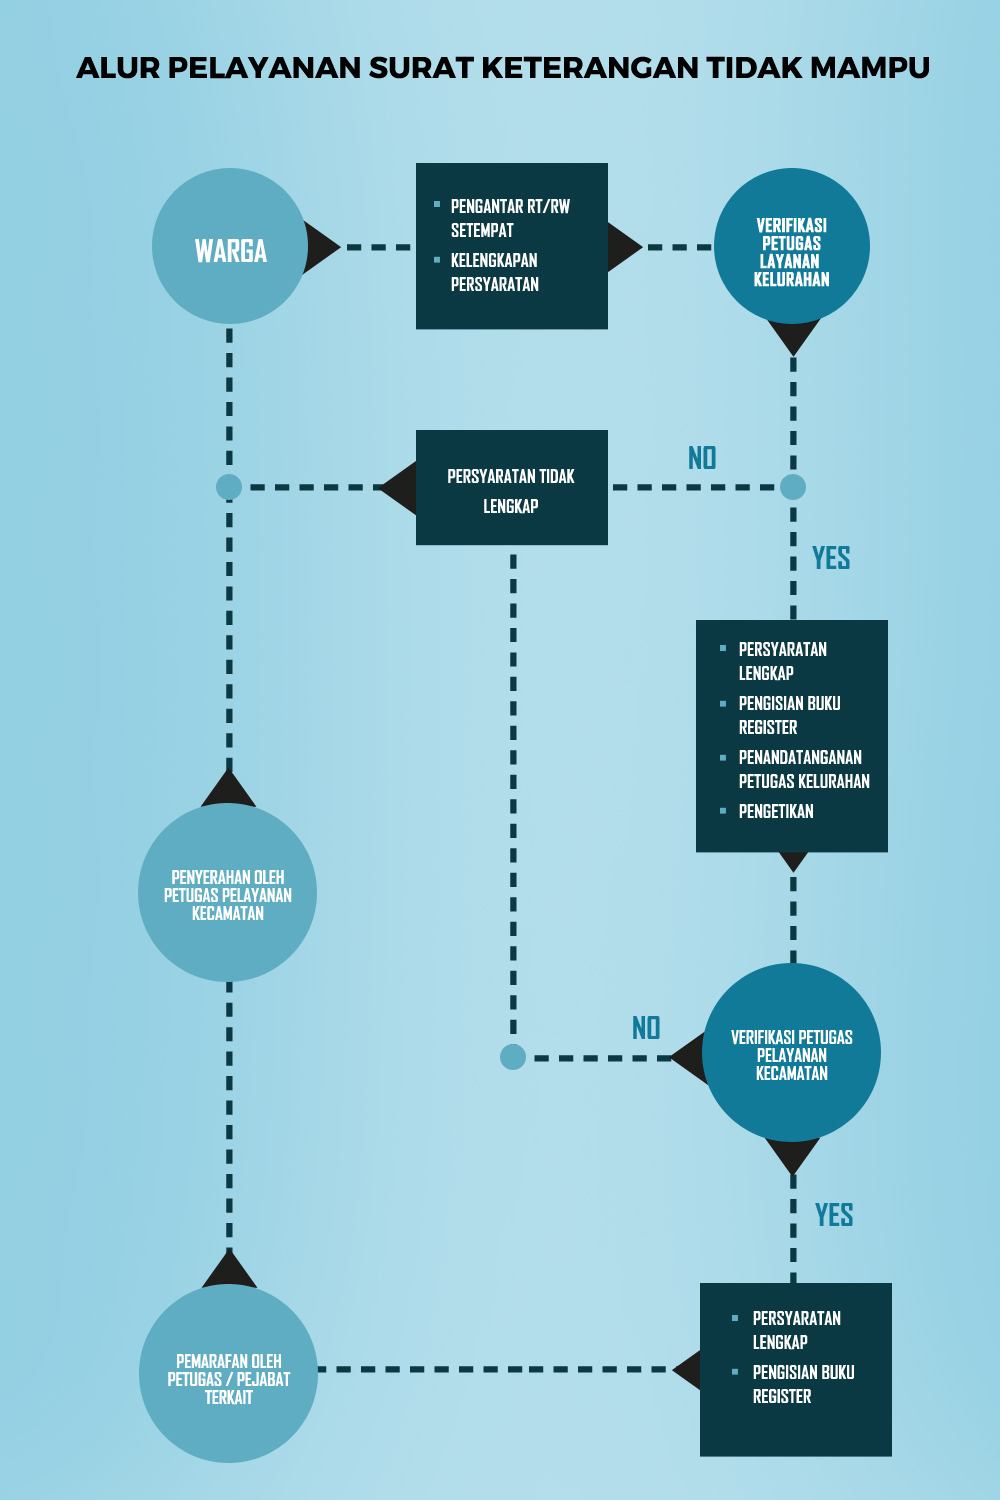 ALUR PELAYANAN SURAT KETERANGAN TIDAK MAMPU
WARGA
PENGANTAR RT/RW
SETEMPAT
KELENGKAPAN
PERSYARATAN
VERIFIKASI
PETUGAS
LAYANAN
KELURAHAN
PERSYARATAN TIDAK
LENGKAP
NO
YES
PERSYARATAN
LENGKAP
PENGISIAN BUKU
REGISTER
PENANDATANGANAN
PETUGAS KELURAHAN
PENGETIKAN
PENYERAHAN OLEH
PETUGAS PELAYANAN
KECAMATAN
NO
VERIFIKASI PETUGAS
PELAYANAN
KECAMATAN
YES
PEMARAFAN OLEH
PETUGAS / PEJABAT
TERKAIT
PERSYARATAN
LENGKAP
PENGISIAN BUKU
REGISTER